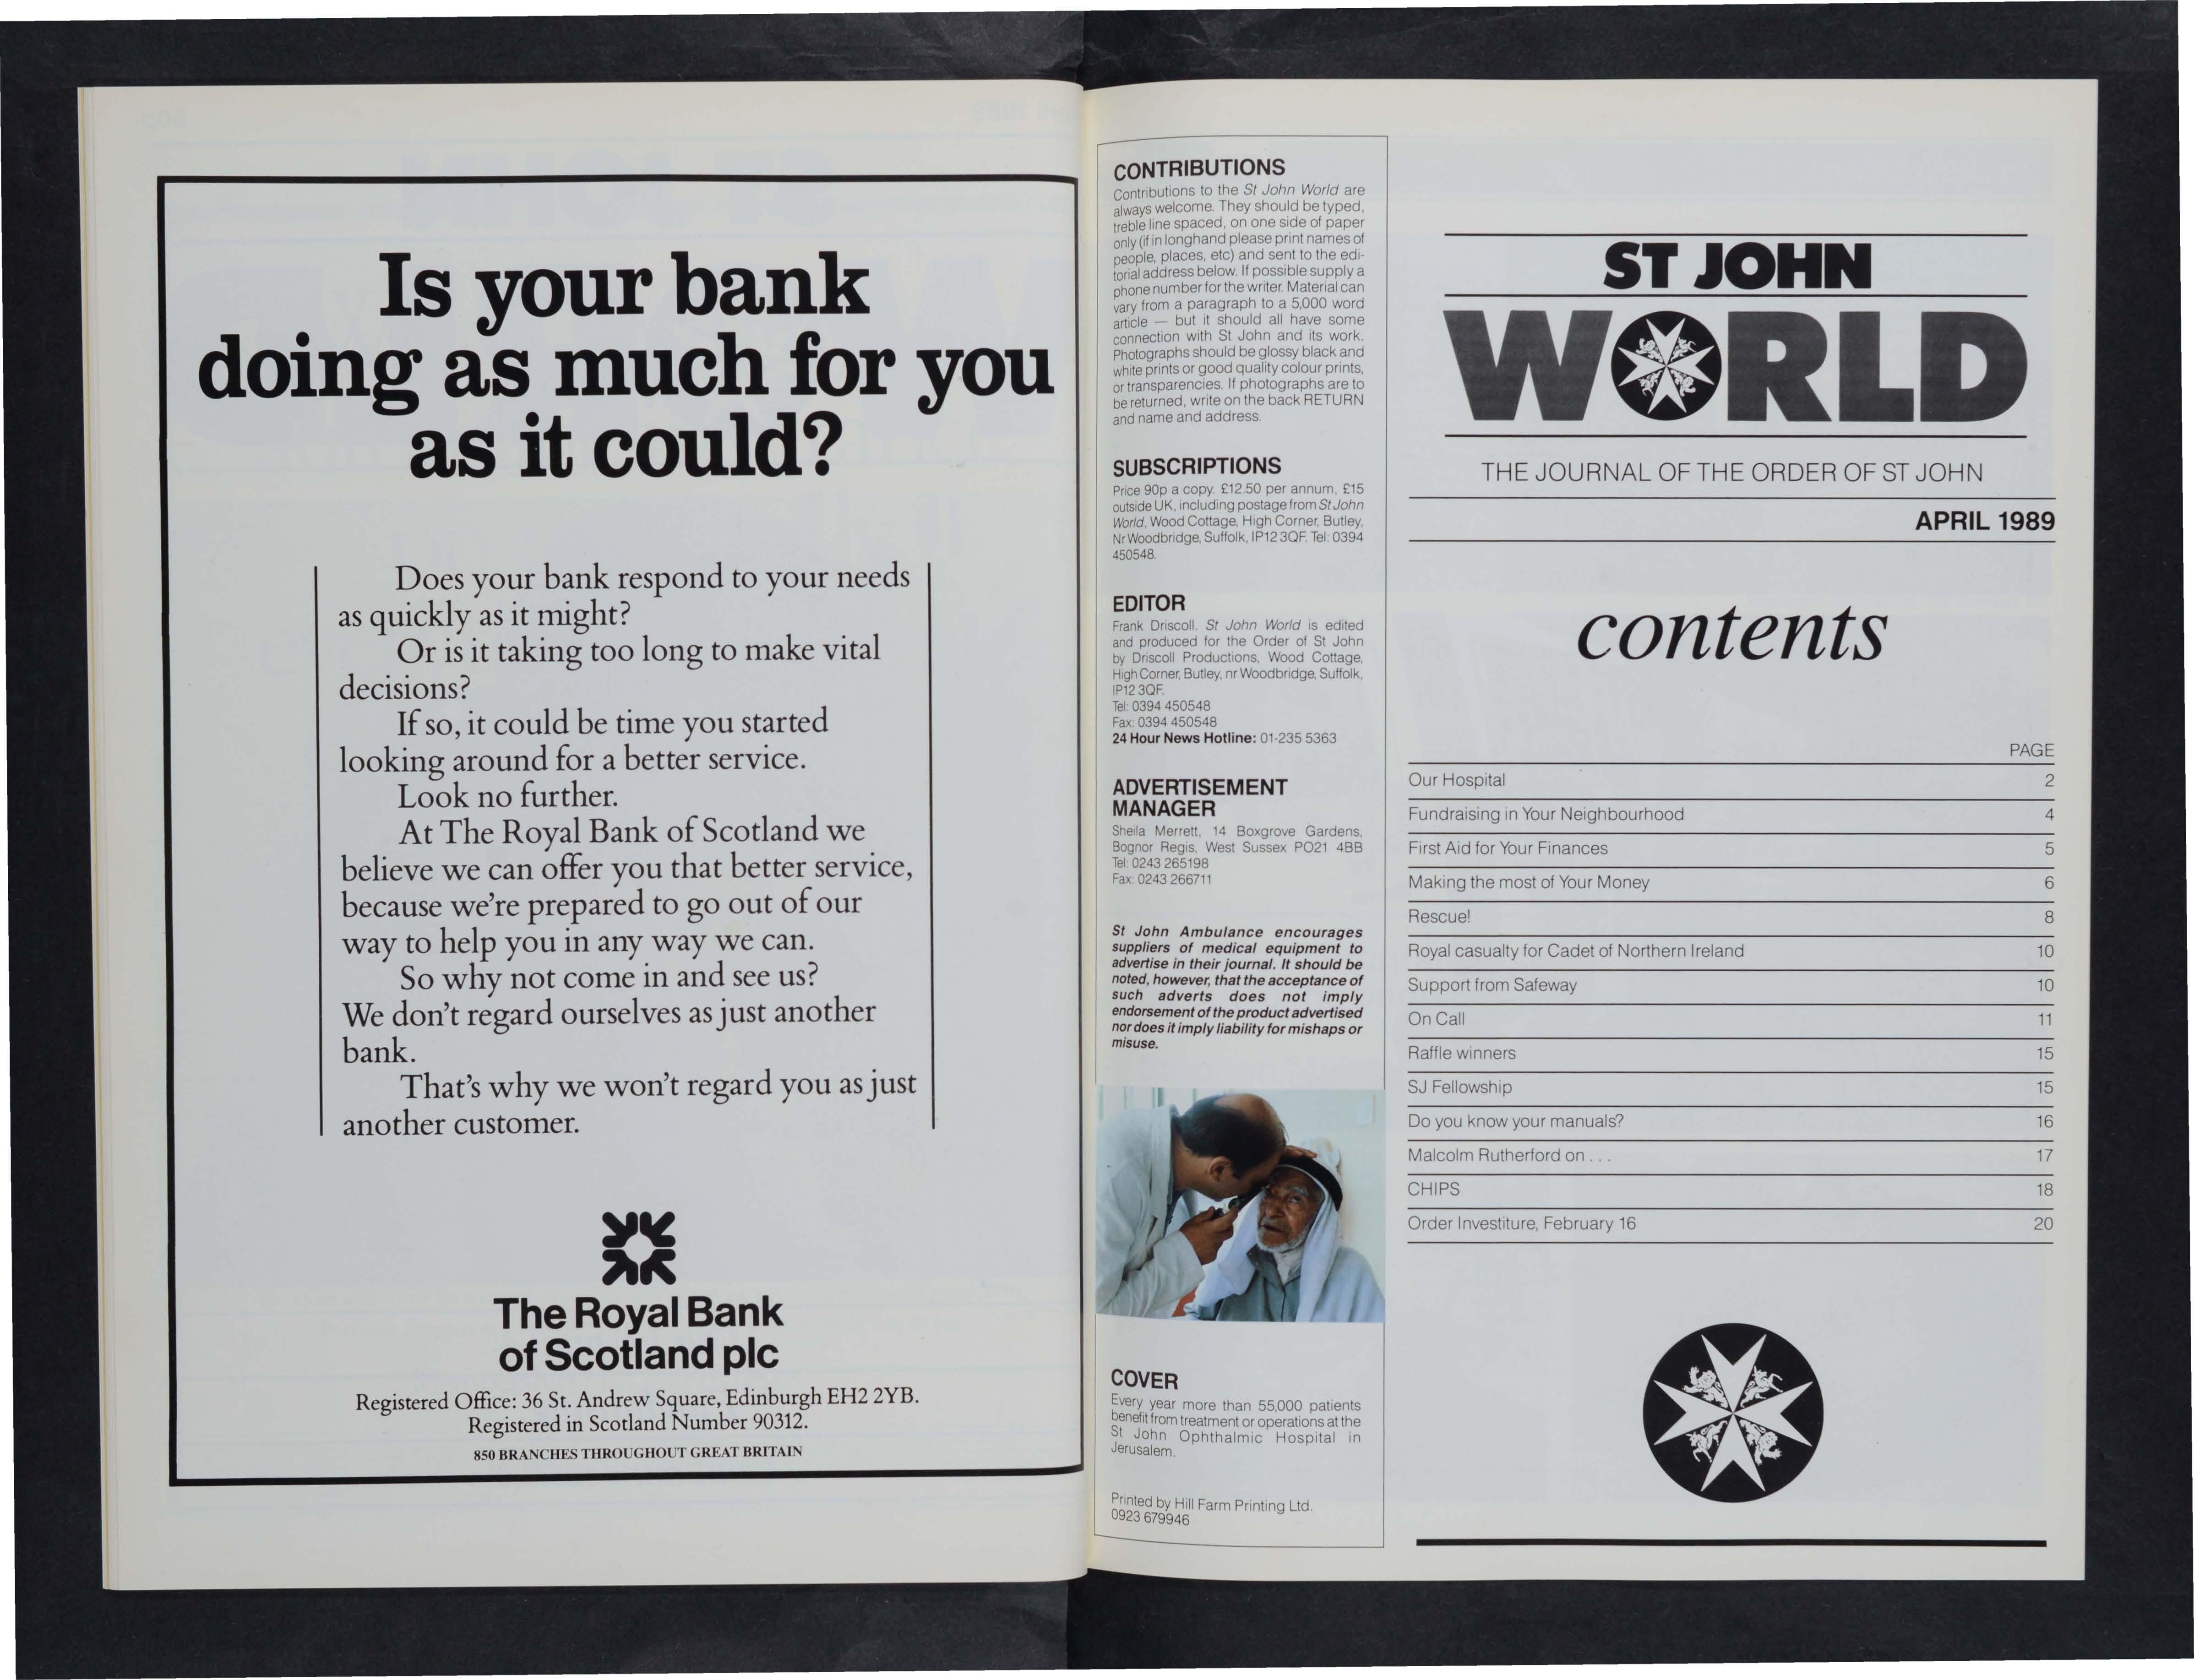 Is your bank
doing as much for you
as it could?
Does your bank respond to your needs
as quickly as it might?
Or is it taking too long to make vital
decisions?
If so, it could be time you started
looking around for a better service.
Look no further.
At The Royal Bank of Scotland we
believe we can offer you that better service,
because we're prepared to go out of our
way to help you in any way we can.
So why not come in and see us?
We don't regard ourselves as just another
bank.
That's why we won't regard you as just
another customer.
The Royal Bank
of Scotland plc
Registered Office: 36 St. Andrew Square, Edinburgh EH2 2YB.
Registered in Scotland Number 90312.
850 BRANCHES THROUGHOUT GREAT BRITAIN
CONTRIBUTIONS
Contributions to the St John World are
always welcome. They should be typed,
treble line spaced, on one side of paper
only (if in longhand please print names of
people, places, etc) and sent to the edi-
torial address below. If possible supply a
phone number for the writer. Material can
vary from a paragraph to a 5,000 word
article — but it should all have some
connection with St John and its work.
Photographs should be glossy black and
white prints or good quality colour prints,
or transparencies. If photographs are to
be returned, write on the back RETURN
and name and address.
SUBSCRIPTIONS
Price 90p a copy. £12.50 per annum, £15
outside UK, including postage from St John
World, Wood Cottage, High Corner, Butley,
Nr Woodbridge, Suffolk, IP12 3QF. Tel: 0394
450548.
EDITOR
Frank Driscoll. St John World is edited
and produced for the Order of St John
by Driscoll Productions, Wood Cottage,
High Corner, Butley, nr Woodbridge, Suffolk,
IP12 3QF.
Tel: 0394 450548
Fax: 0394 450548
24 Hour News Hotline: 01-235 5363
ADVERTISEMENT
MANAGER
Sheila Merrett, 14 Boxgrove Gardens,
Bognor Regis, West Sussex PO21 4BB
Tel: 0243 265198
Fax: 0243 266711
St John Ambulance encourages
suppliers of medical equipment to
advertise in their journal. It should be
noted, however, that the acceptance of
such adverts does not imply
endorsement of the product advertised
nor does it imply liability for mishaps or
misuse.
COVER
Every year more than 55,000 patients
benefit from treatment or operations at the
St John Ophthalmic Hospital in
Jerusalem.
Printed by Hill Farm Printing Ltd.
0923 679946
ST JOHN
WORLD
THE JOURNAL OF THE ORDER OF ST JOHN
APRIL 1989
contents
PAGE
Our Hospital 2
Fundraising in Your Neighbourhood 4
First Aid for Your Finances 5
Making the most of Your Money 6
Rescue! 8
Royal casualty for Cadet of Northern Ireland 10
Support from Safeway 10
On Call 11
Raffle winners 15
SJ Fellowship 15
Do you know your manuals? 16
Malcolm Rutherford on . . . 17
CHIPS 18
Order Investiture, February 16 20